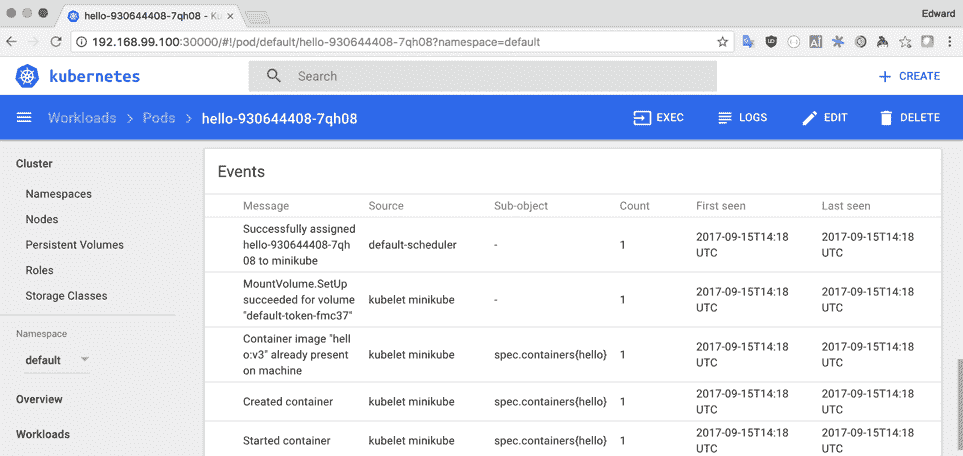 hello-930644408-7qh08 - Ku
Edward
192.168.99.100:30000/#!/pod/default/hello-930644408-7qh08?namespace=default
kubernetes
Search
+ CREATE
Workloads > Pods > hello-930644408-7qh08
EXEC
LOGS
EDIT
DELETE
Cluster
Namespaces
Nodes
Persistent Volumes
Roles
Storage Classes
Namespace
default
Overview
Workloads
Events
Message Source Sub-object Count First seen Last seen
Successfully assigned
hello-930644408-7qh
08 to minikube
default-scheduler
-
1
2017-09-15T14:18
UTC
2017-09-15T14:18
UTC
MountVolume.SetUp
succeeded for volume
"default-token-fmc37"
kubelet minikube
-
1
2017-09-15T14:18
UTC
2017-09-15T14:18
UTC
Container image "hell
o:v3" already present
on machine
kubelet minikube
spec.containers{hello}
1
2017-09-15T14:18
UTC
2017-09-15T14:18
UTC
Created container
kubelet minikube
spec.containers{hello}
1
2017-09-15T14:18
UTC
2017-09-15T14:18
UTC
Started container
kubelet minikube
spec.containers{hello}
1
2017-09-15T14:18
UTC
2017-09-15T14:18
UTC